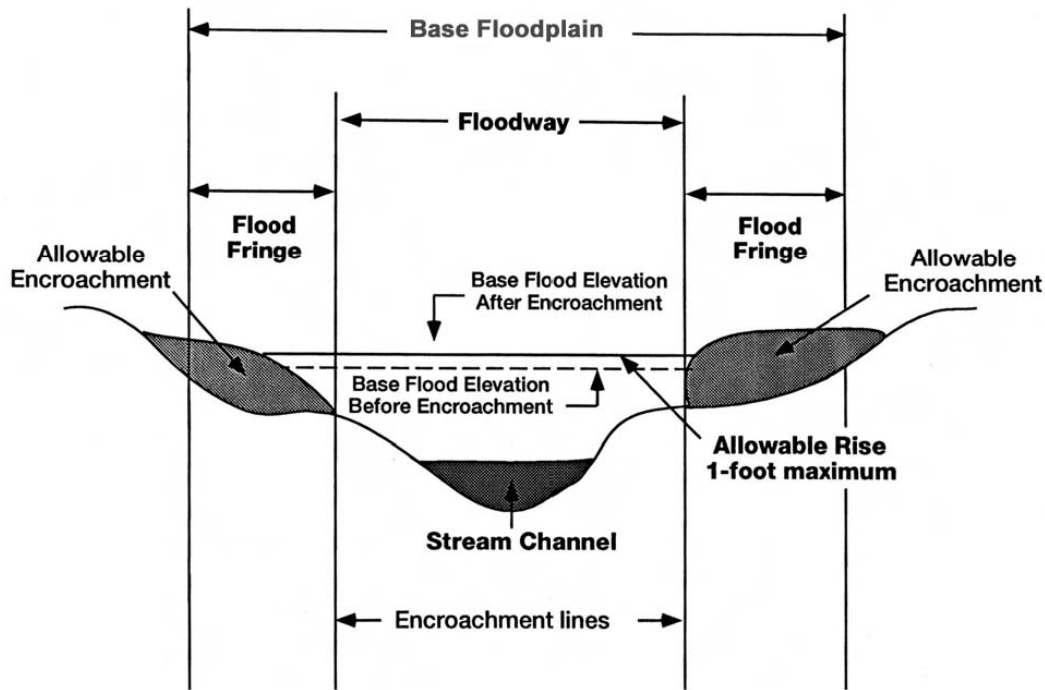 Base Floodplain
Floodway
Flood
Fringe
Flood
Fringe
Allowable
Encroachment
Allowable
Encroachment
Base Flood Elevation
After Encroachment
Base Flood Elevation
Before Encroachment
Allowable Rise
1-foot maximum
Stream Channel
Encroachment lines